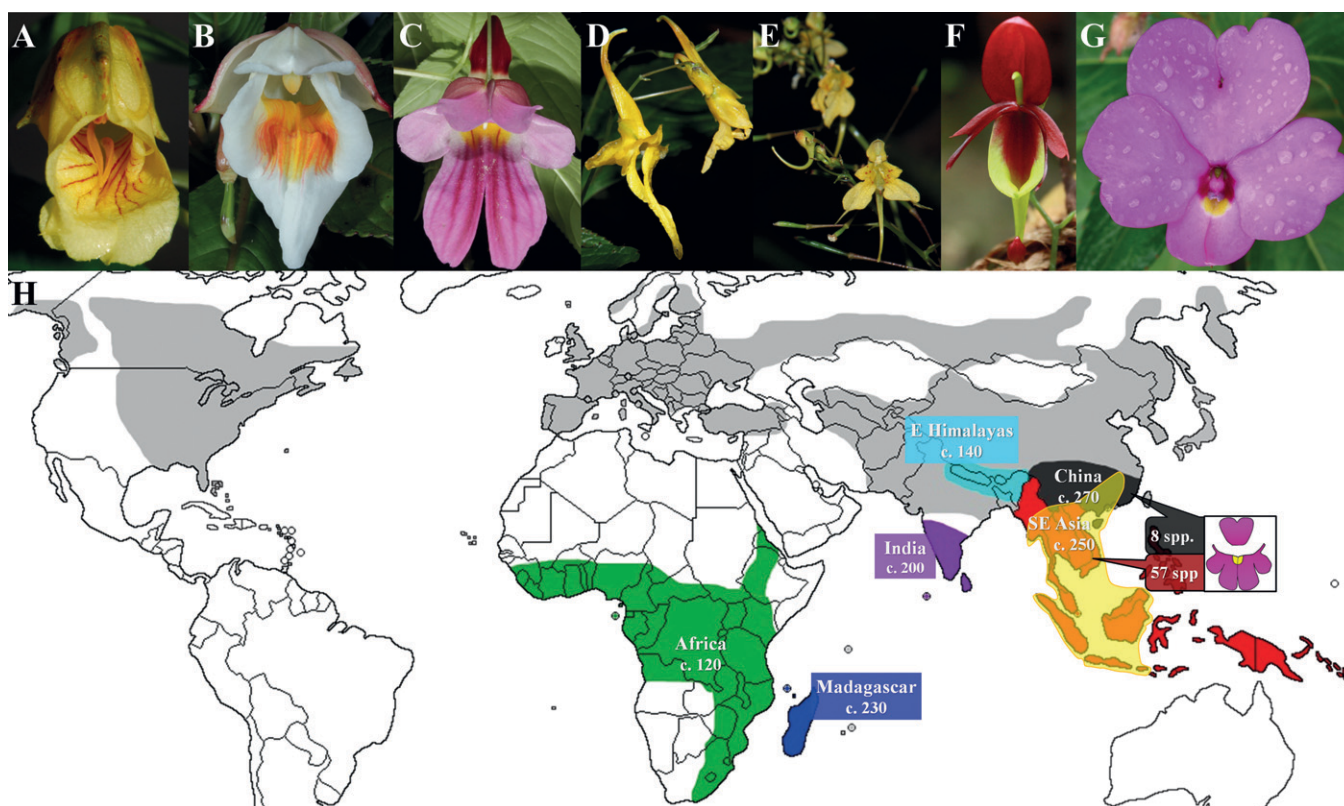 A
B
C
D
E
F
G
H
E Himalayas
c. 140
China
c. 270
SE Asia
c. 250
8 spp.
57 spp
India
c. 200
Africa
c. 120
Madagascar
c. 230